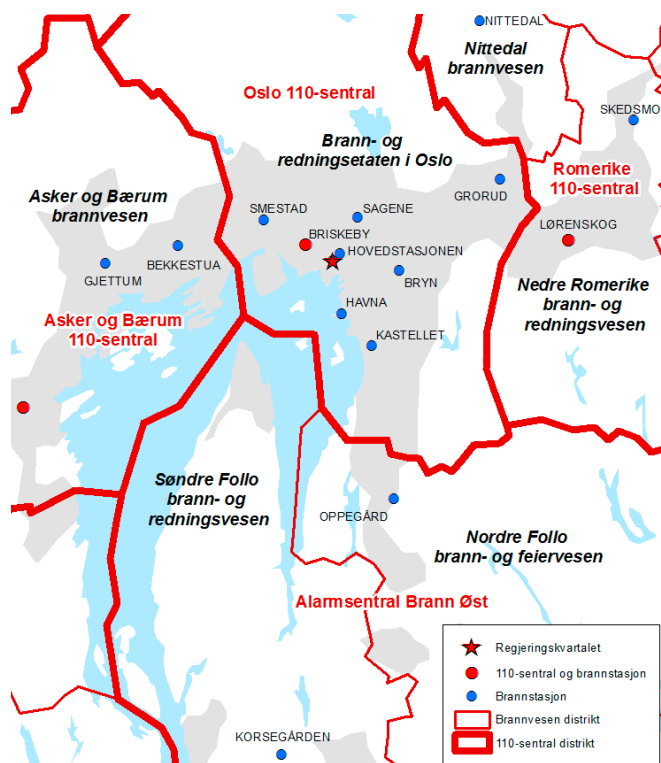 NITTEDAL
Nittedal
brannvesen
Oslo 110-sentral
SKEDSMO
Brann- og
redningsetaten i Oslo
Romerike
110-sentral
Asker og Bærum
brannvesen
GRORUD
SMESTAD
SAGENE
LØRENSKOG
BRISKEBY
HOVEDSTASJONEN
BEKKESTUA
GJETTUM
BRYN
Nedre Romerike
brann- og
redningsvesen
HAVNA
Asker og Bærum
110-sentral
KASTELLET
Søndre Follo
brann- og
redningsvesen
OPPEGÅRD
Nordre Follo
brann- og feiervesen
Alarmsentral Brann Øst
KORSEGÅRDEN
Regjeringskvartalet
110-sentral og brannstasjon
Brannstasjon
Brannvesen distrikt
110-sentral distrikt